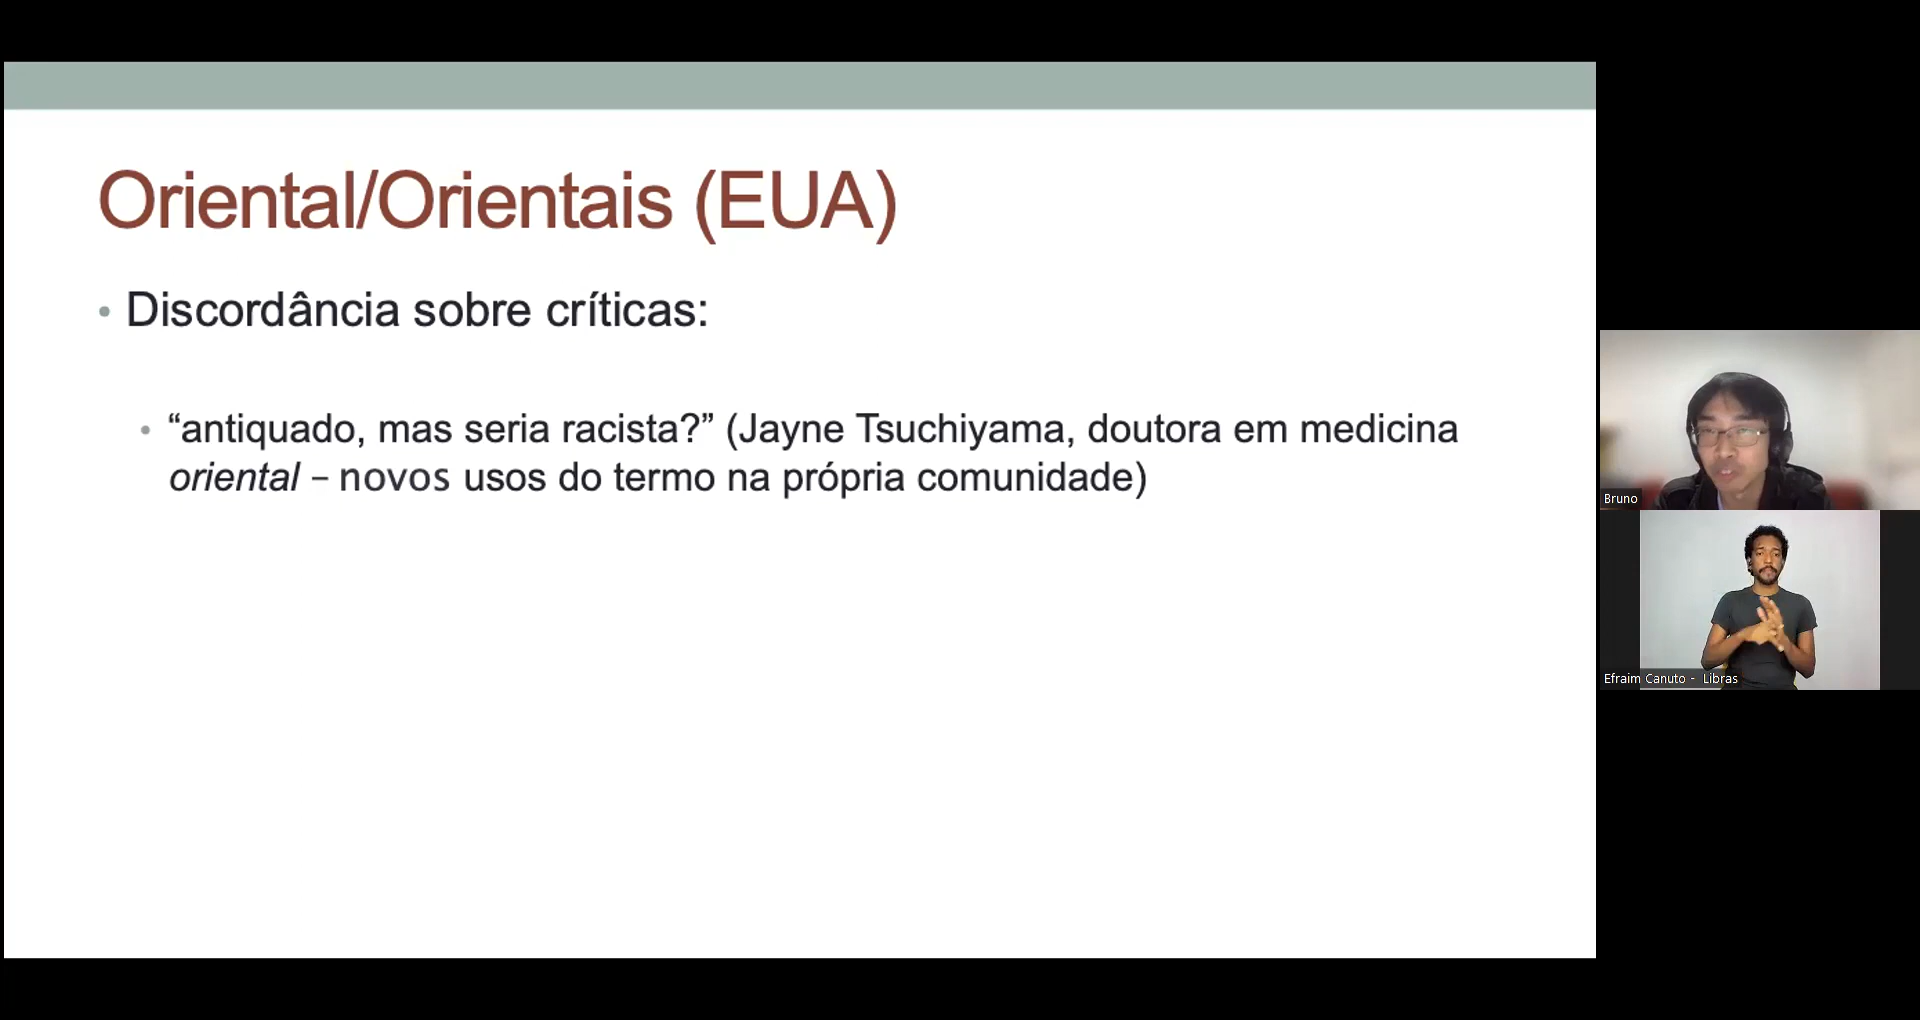 Oriental/Orientais (EUA)
• Discordância sobre críticas:
• “antiquado, mas seria racista?” (Jayne Tsuchiyama, doutora em medicina
oriental – novos usos do termo na própria comunidade)
Bruno
Efraim Canuto - Libras